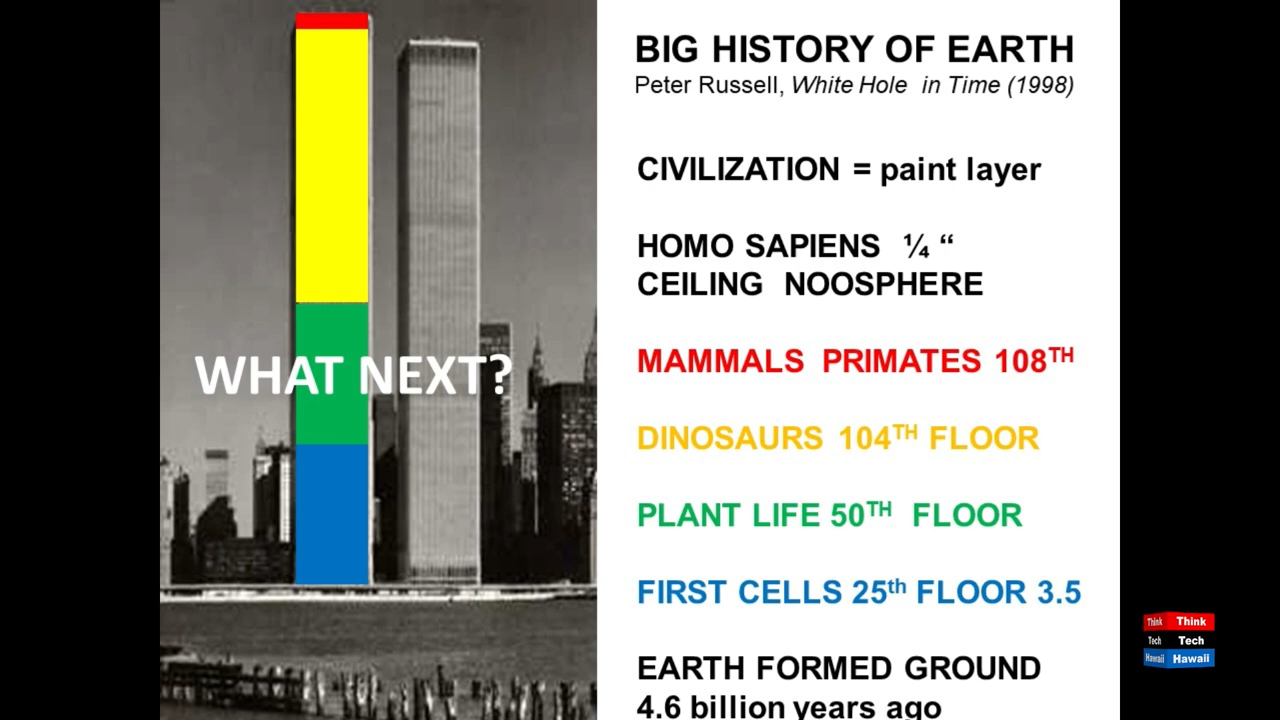 WHAT NEXT?
BIG HISTORY OF EARTH
Peter Russell, White Hole in Time (1998)
CIVILIZATION = paint layer
HOMO SAPIENS ¼ “
CEILING NOOSPHERE
MAMMALS PRIMATES 108TH
DINOSAURS 104TH FLOOR
PLANT LIFE 50TH FLOOR
FIRST CELLS 25th FLOOR 3.5
EARTH FORMED GROUND
4.6 billion years ago
Think Think
Tech Tech
Hawaii Hawaii